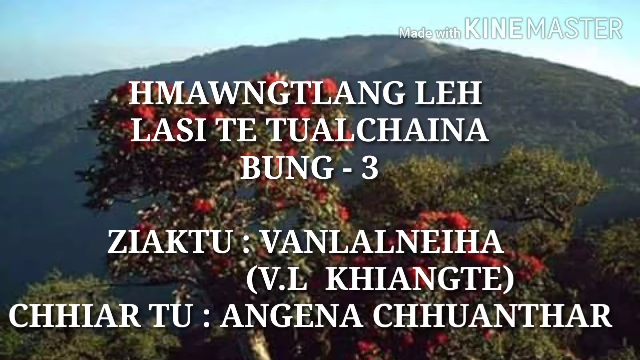 Made with KINEMASTER
HMAWNGTLANG LEH
LASI TE TUALCHAINA
BUNG - 3
ZIAKTU : VANLALNEIHA
(V.L KHIANGTE)
CHHIAR TU : ANGENA CHHUANTHAR